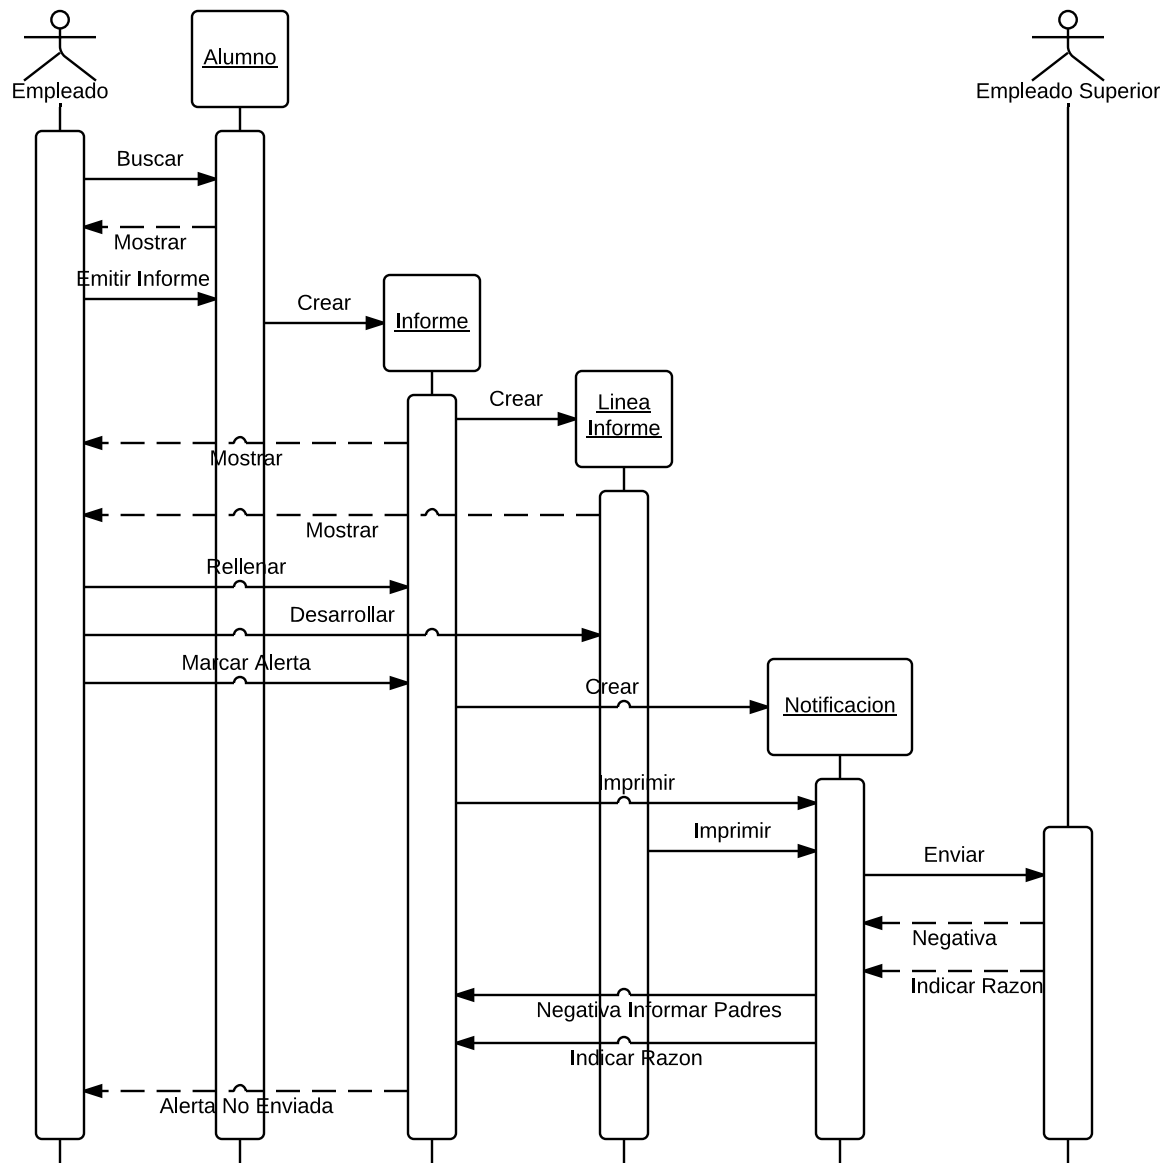 Alumno
Empleado
Empleado Superior
Buscar
Mostrar
Emitir Informe
Crear
Informe
Crear
Linea
Informe
Mostrar
Mostrar
Rellenar
Desarrollar
Marcar Alerta
Crear
Notificacion
Imprimir
Imprimir
Enviar
Negativa
Indicar Razon
Negativa Informar Padres
Indicar Razon
Alerta No Enviada